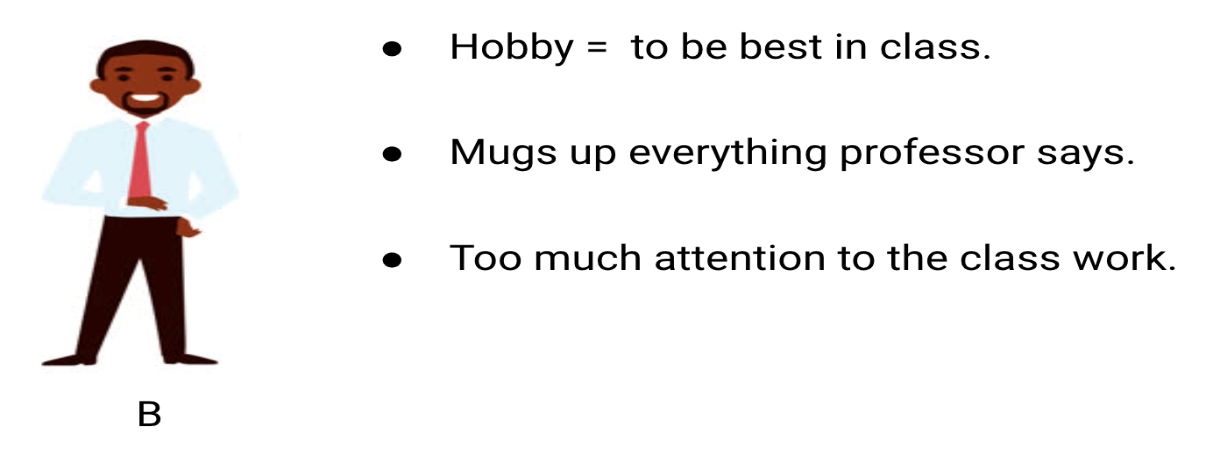 ● Hobby = to be best in class.
● Mugs up everything professor says.
● Too much attention to the class work.
B